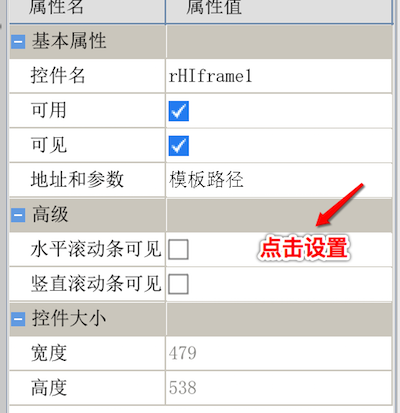 属性名 属性值
基本属性
控件名 rHIframe1
可用
可见
地址和参数 模板路径
高级
水平滚动条可见 点击设置
竖直滚动条可见
控件大小
宽度 479
高度 538